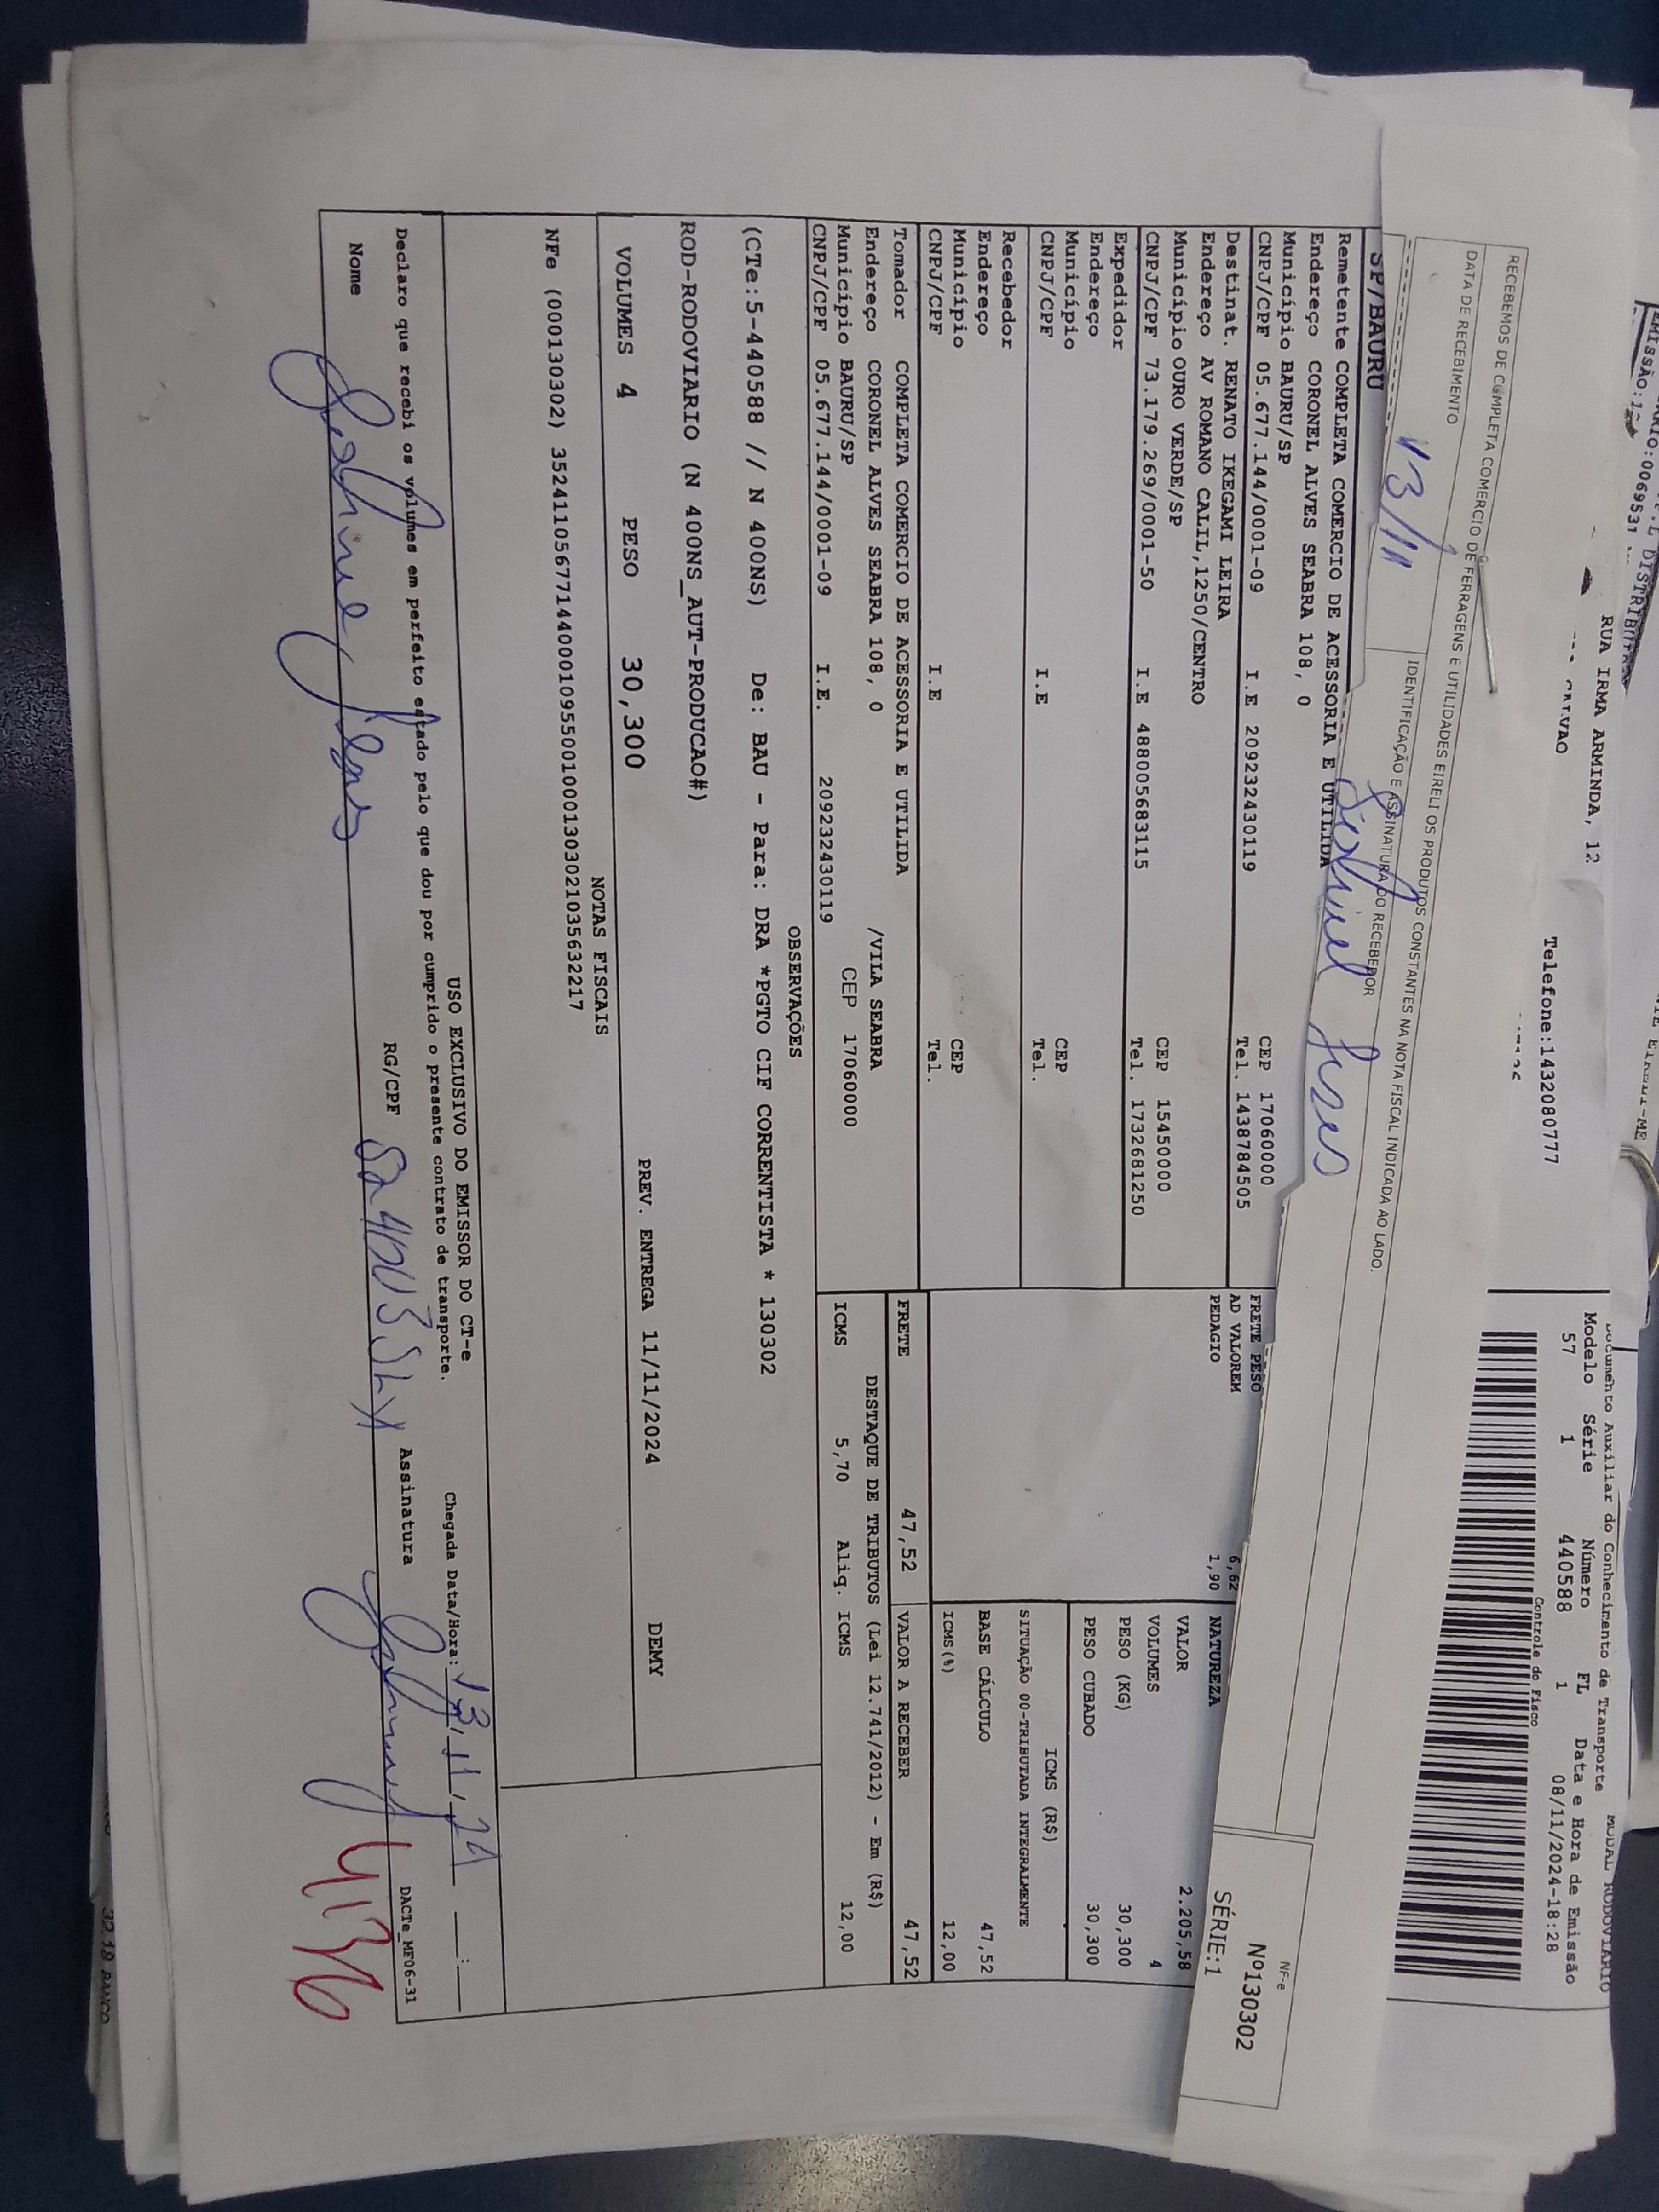 RUA IRMA ARMINDA, 12
Telefone:1432080777
Documento Auxiliar do Conhecimento de Transporte
MODAL RODOVIARIO
Modelo Série Número FL Data e Hora de Emissão
57 1 440588 1 08/11/2024-18:28
Controle do Fisco
RECEBEMOS DE COMPLETA COMERCIO DE FERRAGENS E UTILIDADES EIRELI OS PRODUTOS CONSTANTES NA NOTA FISCAL INDICADA AO LADO.
DATA DE RECEBIMENTO
IDENTIFICAÇÃO E ASSINATURA DO RECEBEDOR
13/11
NF-e
Nº130302
SÉRIE:1
SP/BAURU
Remetente COMPLETA COMERCIO DE ACESSORIA E UTILIDA
Endereço CORONEL ALVES SEABRA 108, 0
Município BAURU/SP CEP 17060000
CNPJ/CPF 05.677.144/0001-09 I.E 209232430119 Tel. 1438784505
Destinat. RENATO IKEGAMI LEIRA
Endereço AV ROMANO CALIL,1250/CENTRO
Município OURO VERDE/SP CEP 15450000
CNPJ/CPF 73.179.269/0001-50 I.E 488005683115 Tel. 1732681250
Expedidor
Endereço
Município CEP
CNPJ/CPF I.E Tel.
Recebedor
Endereço
Município CEP
CNPJ/CPF I.E Tel.
Tomador COMPLETA COMERCIO DE ACESSORIA E UTILIDA
Endereço CORONEL ALVES SEABRA 108, 0 /VILA SEABRA
Município BAURU/SP CEP 17060000
CNPJ/CPF 05.677.144/0001-09 I.E. 209232430119
FRETE PESO
AD VALOREM 6,62
PEDAGIO 1,90
FRETE 47,52
NATUREZA
VALOR 2.205,58
VOLUMES 4
PESO (KG) 30,300
PESO CUBADO 30,300
ICMS (R$)
SITUAÇÃO 00-TRIBUTADA INTEGRALMENTE
BASE CÁLCULO 47,52
ICMS(%) 12,00
VALOR A RECEBER 47,52
DESTAQUE DE TRIBUTOS (Lei 12.741/2012) - Em (R$)
ICMS 5,70 Aliq. ICMS 12,00
OBSERVAÇÕES
(CTe:5-440588 // N 400NS) De: BAU - Para: DRA *PGTO CIF CORRENTISTA * 130302
ROD-RODOVIARIO (N 400NS_AUT-PRODUCAO#)
VOLUMES 4 PESO 30,300 PREV. ENTREGA 11/11/2024 DEMY
NOTAS FISCAIS
NFe (000130302) 35241105677144000109550010001303021035632217
USO EXCLUSIVO DO EMISSOR DO CT-e
Declaro que recebi os volumes em perfeito estado pelo que dou por cumprido o presente contrato de transporte.
Chegada Data/Hora: 13/11/24
Nome RG/CPF Assinatura
DACTe_MF06-31